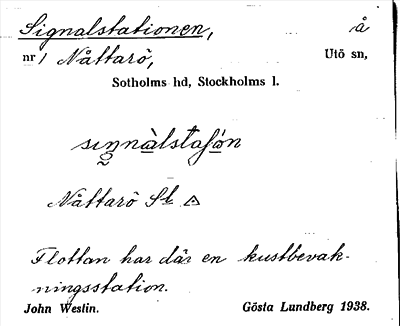 Signalstationen, å
nr 1 Nåttarö, Utö sn,
Sotholms hd, Stockholms l.
Nåttarö St
Flottan har där en kustbevak-
ningsstation.
John Westin. Gösta Lundberg 1938.